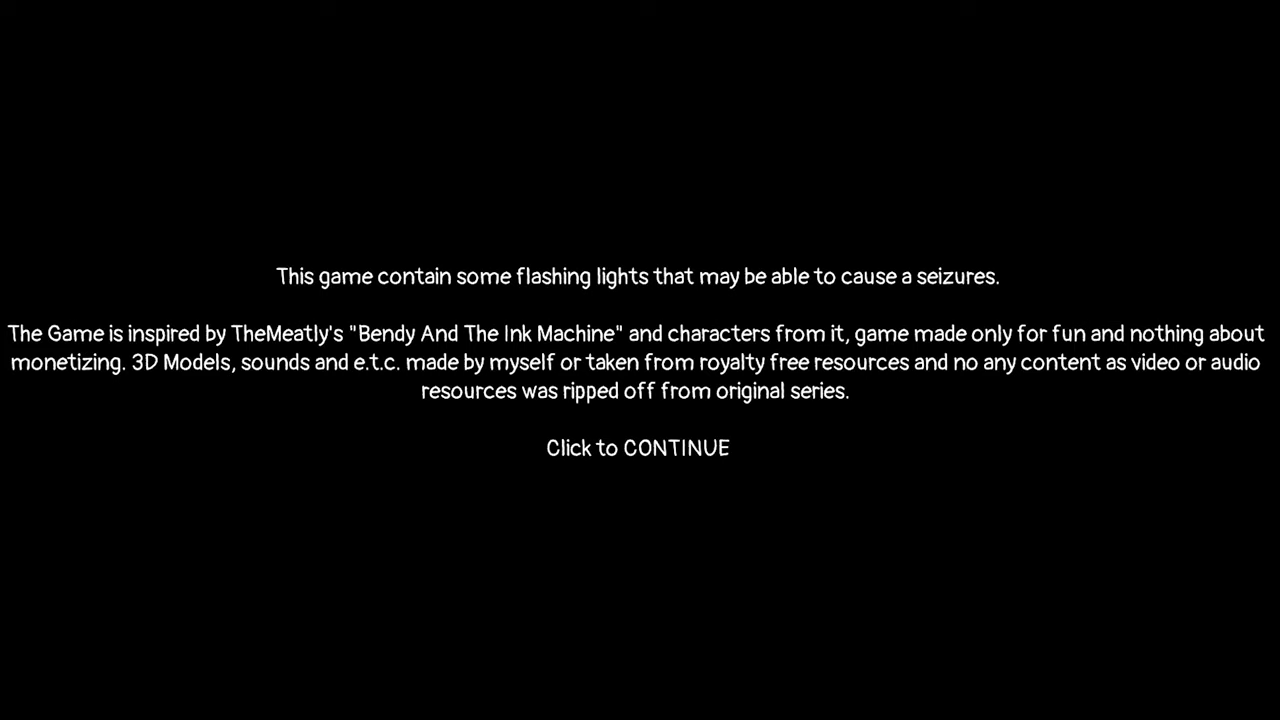 This game contain some flashing lights that may be able to cause a seizures.
The Game is inspired by TheMeatly's "Bendy And The Ink Machine" and characters from it, game made only for fun and nothing about
monetizing. 3D Models, sounds and e.t.c. made by myself or taken from royalty free resources and no any content as video or audio
resources was ripped off from original series.
Click to CONTINUE